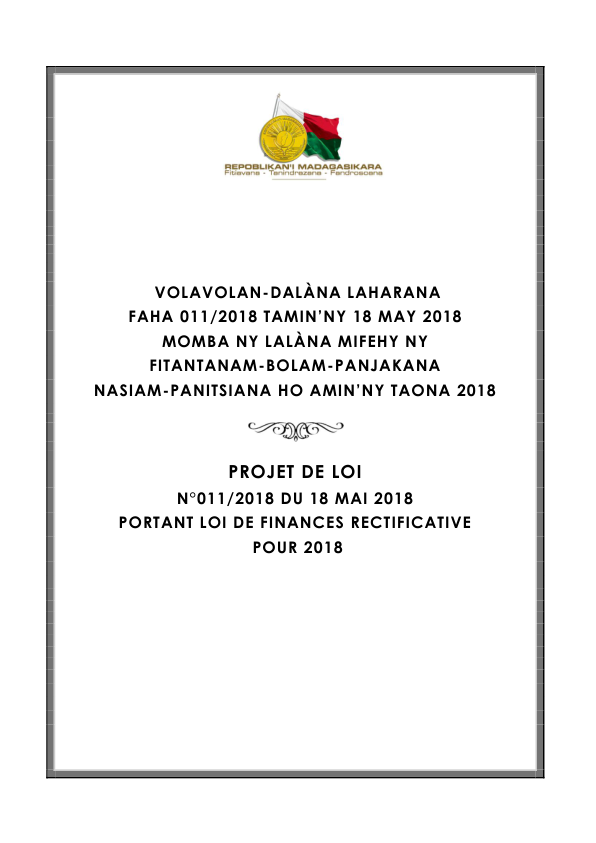 REPOBLIKAN'I MADAGASIKARA
Fitiavana - Tanindrazana - Fandrosoana
VOLAVOLAN-DALÀNA LAHARANA
FAHA 011/2018 TAMIN'NY 18 MAY 2018
MOMBA NY LALÀNA MIFEHY NY
FITANTANAM-BOLAM-PANJAKANA
NASIAM-PANITSIANA HO AMIN'NY TAONA 2018
PROJET DE LOI
N°011/2018 DU 18 MAI 2018
PORTANT LOI DE FINANCES RECTIFICATIVE
POUR 2018